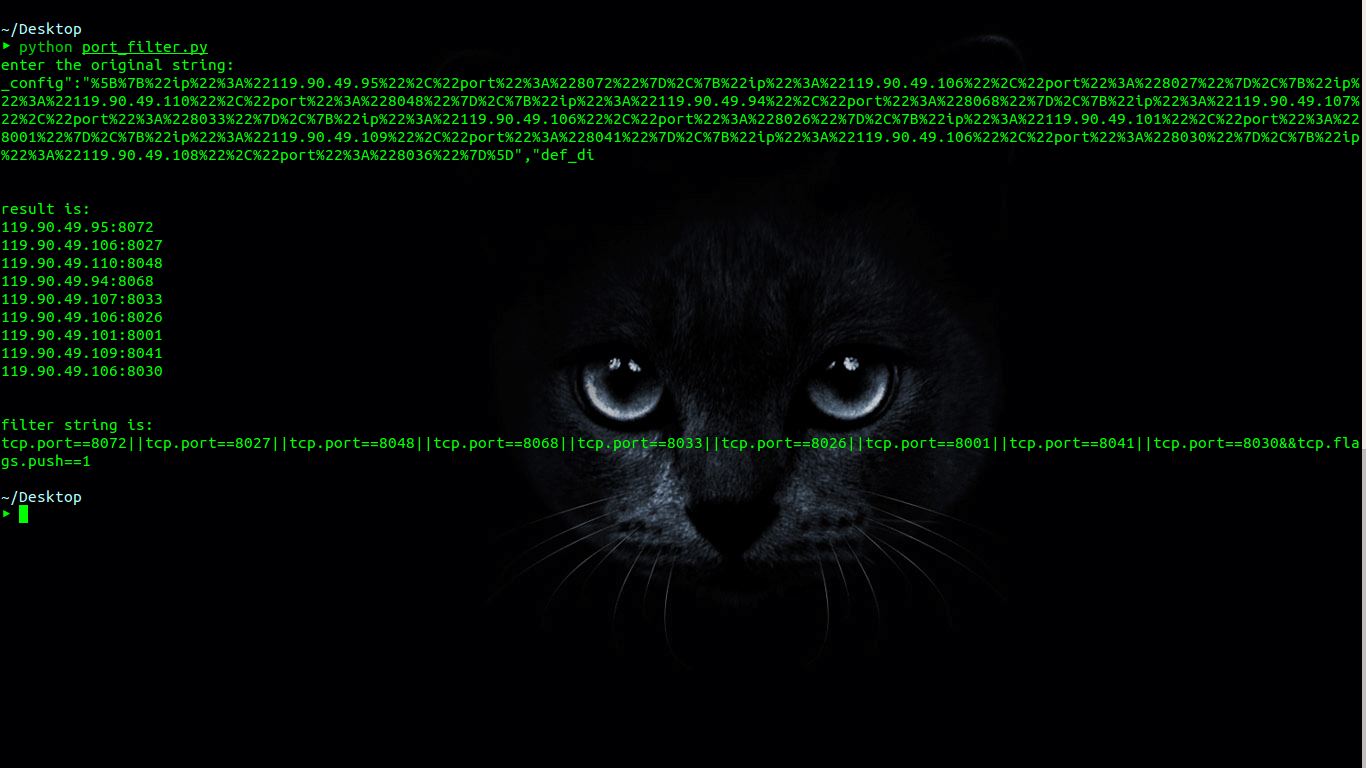 ~/Desktop
▸ python port_filter.py
enter the original string:
_config":"%5B%7B%22ip%22%3A%22119.90.49.95%22%2C%22port%22%3A%228072%22%7D%2C%7B%22ip%22%3A%22119.90.49.106%22%2C%22port%22%3A%228027%22%7D%2C%7B%22ip%
22%3A%22119.90.49.110%22%2C%22port%22%3A%228048%22%7D%2C%7B%22ip%22%3A%22119.90.49.94%22%2C%22port%22%3A%228068%22%7D%2C%7B%22ip%22%3A%22119.90.49.107%
22%2C%22port%22%3A%228033%22%7D%2C%7B%22ip%22%3A%22119.90.49.106%22%2C%22port%22%3A%228026%22%7D%2C%7B%22ip%22%3A%22119.90.49.101%22%2C%22port%22%3A%22
8001%22%7D%2C%7B%22ip%22%3A%22119.90.49.109%22%2C%22port%22%3A%228041%22%7D%2C%7B%22ip%22%3A%22119.90.49.106%22%2C%22port%22%3A%228030%22%7D%2C%7B%22ip
%22%3A%22119.90.49.108%22%2C%22port%22%3A%228036%22%7D%5D","def_di
result is:
119.90.49.95:8072
119.90.49.106:8027
119.90.49.110:8048
119.90.49.94:8068
119.90.49.107:8033
119.90.49.106:8026
119.90.49.101:8001
119.90.49.109:8041
119.90.49.106:8030
filter string is:
tcp.port==8072||tcp.port==8027||tcp.port==8048||tcp.port==8068||tcp.port==8033||tcp.port==8026||tcp.port==8001||tcp.port==8041||tcp.port==8030&&tcp.fla
gs.push==1
~/Desktop
▸